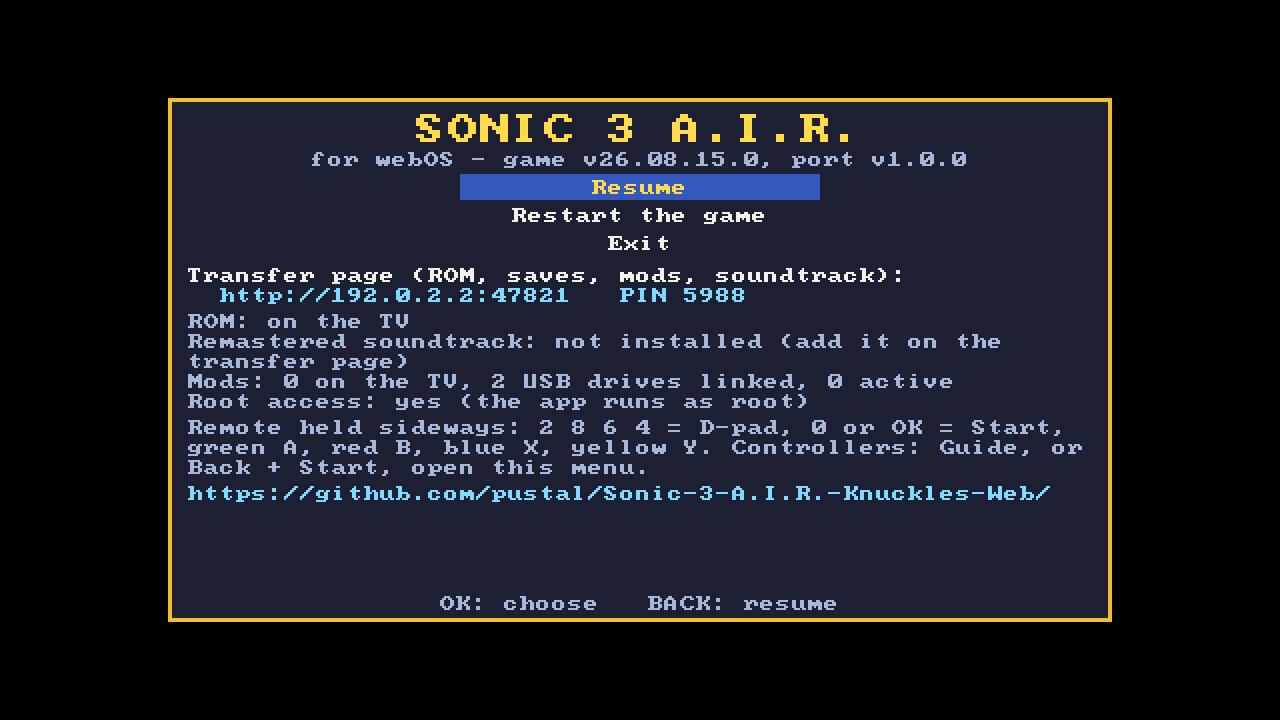 SONIC 3 A.I.R.
for webOS - game v26.08.15.0, port v1.0.0
Resume
Restart the game
Exit
Transfer page (ROM, saves, mods, soundtrack):
http://192.0.2.2:47821 PIN 5988
ROM: on the TV
Remastered soundtrack: not installed (add it on the
transfer page)
Mods: 0 on the TV, 2 USB drives linked, 0 active
Root access: yes (the app runs as root)
Remote held sideways: 2 8 6 4 = D-pad, 0 or OK = Start,
green A, red B, blue X, yellow Y. Controllers: Guide, or
Back + Start, open this menu.
https://github.com/pustal/Sonic-3-A.I.R.-Knuckles-Web/
OK: choose BACK: resume